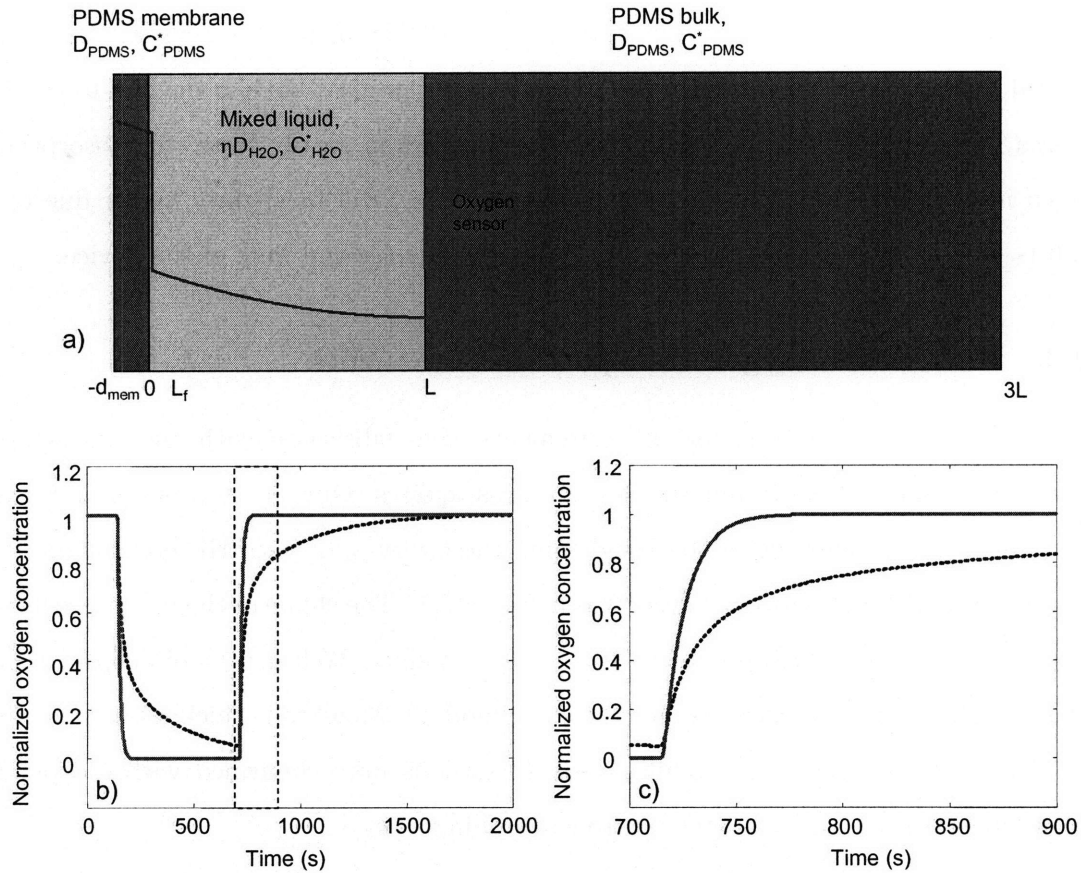 PDMS membrane
D_PDMS, C*_PDMS
PDMS bulk,
D_PDMS, C*_PDMS
Mixed liquid,
ηD_H2O, C*_H2O
Oxygen
sensor
a)
-d_mem 0 L_f L 3L
Normalized oxygen concentration
1.2
1
0.8
0.6
0.4
0.2
0
b)
0 500 1000 1500 2000
Time (s)
Normalized oxygen concentration
1.2
1
0.8
0.6
0.4
0.2
0
c)
700 750 800 850 900
Time (s)